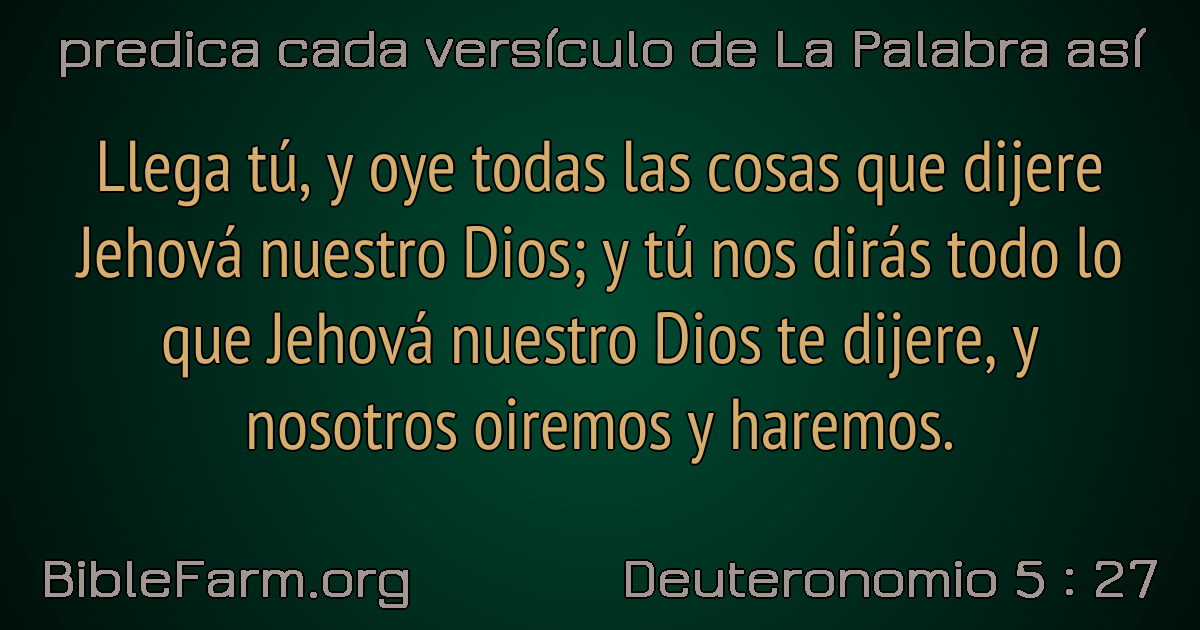 predica cada versículo de La Palabra así
Llega tú, y oye todas las cosas que dijere
Jehová nuestro Dios; y tú nos dirás todo lo
que Jehová nuestro Dios te dijere, y
nosotros oiremos y haremos.
BibleFarm.org
Deuteronomio 5 : 27